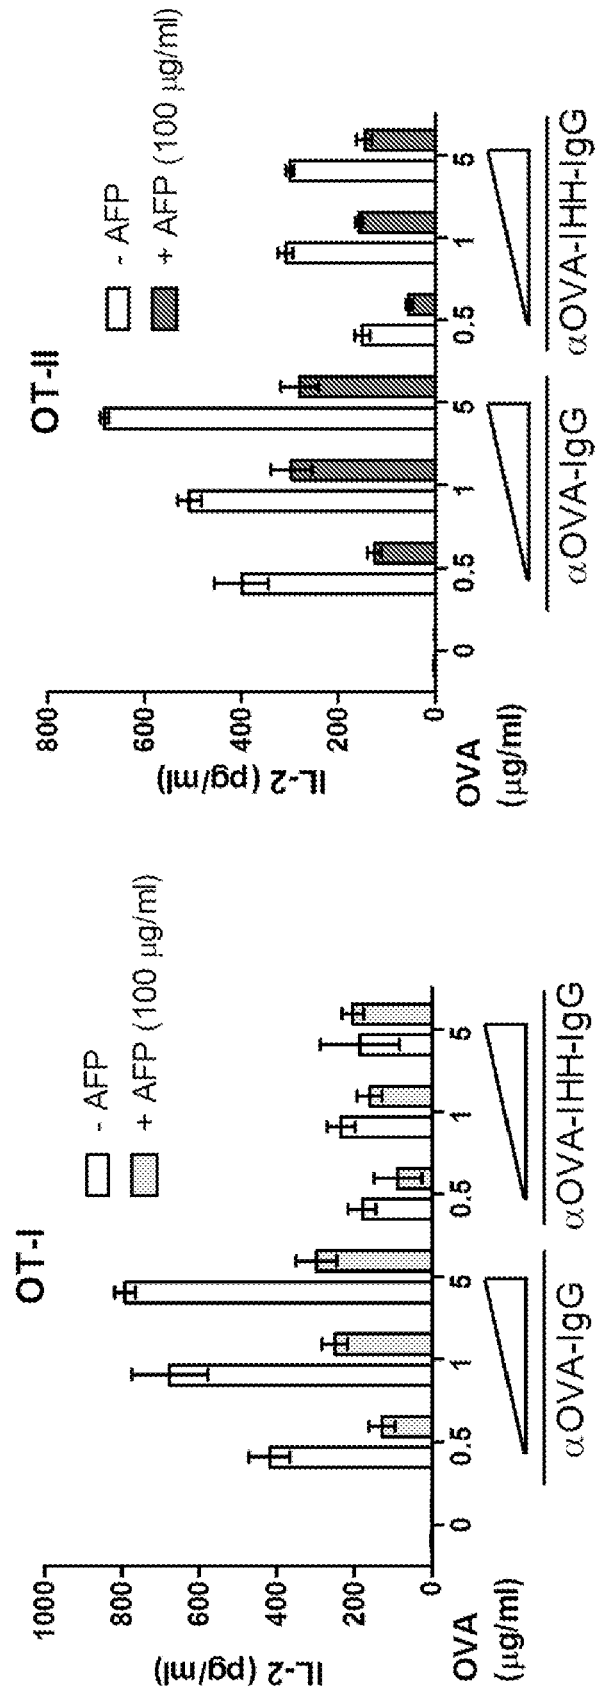 OT-I
- AFP
+ AFP (100 μg/ml)
IL-2 (pg/ml)
1000
800
600
400
200
0
OVA
(μg/ml)
0 0.5 1 5 0.5 1 5
αOVA-IgG αOVA-IHH-IgG
OT-II
- AFP
+ AFP (100 μg/ml)
IL-2 (pg/ml)
800
600
400
200
0
OVA
(μg/ml)
0 0.5 1 5 0.5 1 5
αOVA-IgG αOVA-IHH-IgG